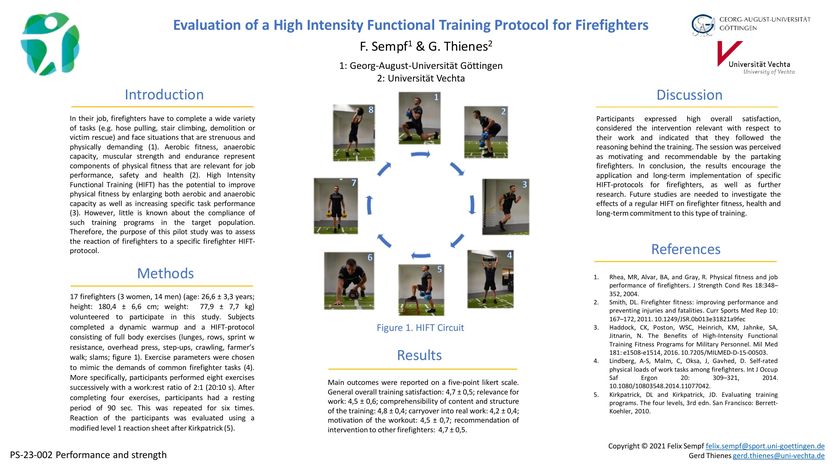 Evaluation of a High Intensity Functional Training Protocol for Firefighters
F. Sempf¹ & G. Thienes²
1: Georg-August-Universität Göttingen
2: Universität Vechta
GEORG-AUGUST-UNIVERSITÄT
GÖTTINGEN
Universität Vechta
University of Vechta
Introduction
In their job, firefighters have to complete a wide variety
of tasks (e.g. hose pulling, stair climbing, demolition or
victim rescue) and face situations that are strenuous and
physically demanding (1). Aerobic fitness, anaerobic
capacity, muscular strength and endurance represent
components of physical fitness that are relevant for job
performance, safety and health (2). High Intensity
Functional Training (HIFT) has the potential to improve
physical fitness by enlarging both aerobic and anaerobic
capacity as well as increasing specific task performance
(3). However, little is known about the compliance of
such training programs in the target population.
Therefore, the purpose of this pilot study was to assess
the reaction of firefighters to a specific firefighter HIFT-
protocol.
Methods
17 firefighters (3 women, 14 men) (age: 26,6 ± 3,3 years;
height: 180,4 ± 6,6 cm; weight: 77,9 ± 7,7 kg)
volunteered to participate in this study. Subjects
completed a dynamic warmup and a HIFT-protocol
consisting of full body exercises (lunges, rows, sprint w
resistance, overhead press, step-ups, crawling, farmer's
walk; slams; figure 1). Exercise parameters were chosen
to mimic the demands of common firefighter tasks (4).
More specifically, participants performed eight exercises
successively with a work:rest ratio of 2:1 (20:10 s). After
completing four exercises, participants had a resting
period of 90 sec. This was repeated for six times.
Reaction of the participants was evaluated using a
modified level 1 reaction sheet after Kirkpatrick (5).
1
2
3
4
5
6
7
8
Figure 1. HIFT Circuit
Results
Main outcomes were reported on a five-point likert scale.
General overall training satisfaction: 4,7 ± 0,5; relevance for
work: 4,5 ± 0,6; comprehensibility of content and structure
of the training: 4,8 ± 0,4; carryover into real work: 4,2 ± 0,4;
motivation of the workout: 4,5 ± 0,7; recommendation of
intervention to other firefighters: 4,7 ± 0,5.
Discussion
Participants expressed high overall satisfaction,
considered the intervention relevant with respect to
their work and indicated that they followed the
reasoning behind the training. The session was perceived
as motivating and recommendable by the partaking
firefighters. In conclusion, the results encourage the
application and long-term implementation of specific
HIFT-protocols for firefighters, as well as further
research. Future studies are needed to investigate the
effects of a regular HIFT on firefighter fitness, health and
long-term commitment to this type of training.
References
1. Rhea, MR, Alvar, BA, and Gray, R. Physical fitness and job
performance of firefighters. J Strength Cond Res 18:348–
352, 2004.
2. Smith, DL. Firefighter fitness: improving performance and
preventing injuries and fatalities. Curr Sports Med Rep 10:
167–172, 2011. 10.1249/JSR.0b013e31821a9fec
3. Haddock, CK, Poston, WSC, Heinrich, KM, Jahnke, SA,
Jitnarin, N. The Benefits of High-Intensity Functional
Training Fitness Programs for Military Personnel. Mil Med
181: e1508-e1514, 2016. 10.7205/MILMED-D-15-00503.
4. Lindberg, A-S, Malm, C, Oksa, J, Gavhed, D. Self-rated
physical loads of work tasks among firefighters. Int J Occup
Saf Ergon 20: 309–321, 2014.
10.1080/10803548.2014.11077042.
5. Kirkpatrick, DL and Kirkpatrick, JD. Evaluating training
programs. The four levels, 3rd edn. San Francisco: Berrett-
Koehler, 2010.
PS-23-002 Performance and strength
Copyright © 2021 Felix Sempf felix.sempf@sport.uni-goettingen.de
Gerd Thienes gerd.thienes@uni-vechta.de